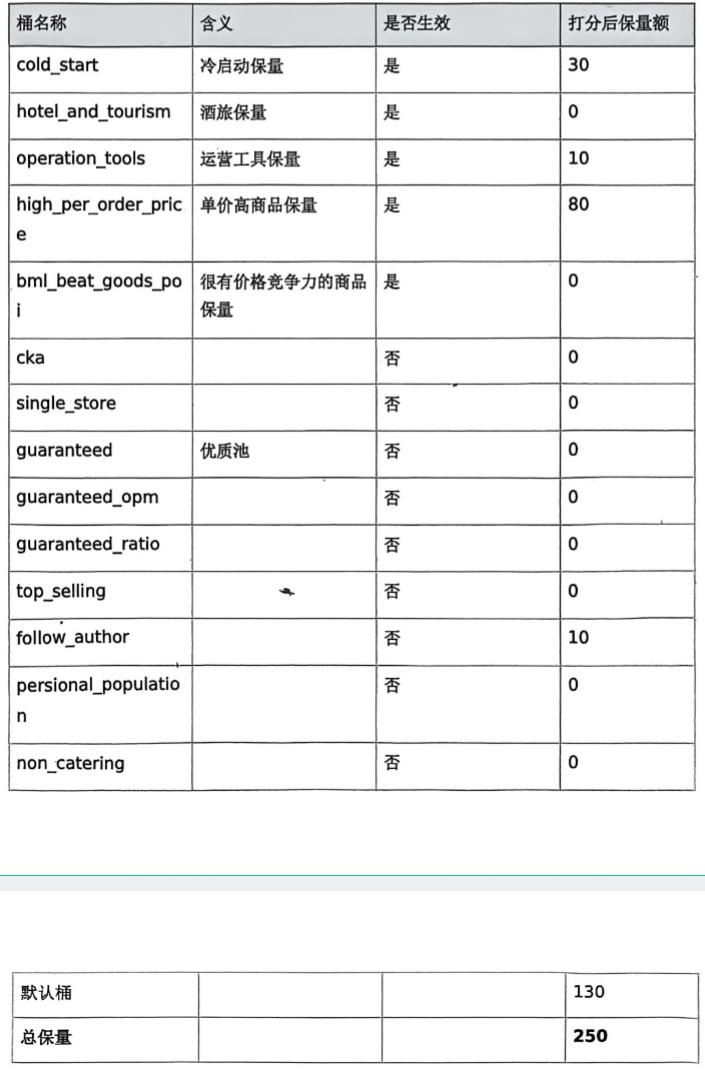 桶名称 含义 是否生效 打分后保量额
cold_start 冷启动保量 是 30
hotel_and_tourism 酒旅保量 是 0
operation_tools 运营工具保量 是 10
high_per_order_pric 单价高商品保量 是 80
e
bml_beat_goods_po 很有价格竞争力的商品 是 0
i 保量
cka 否 0
single_store 否 0
guaranteed 优质池 否 0
guaranteed_opm 否 0
guaranteed_ratio 否 0
top_selling 否 0
follow_author 否 10
persional_populatio 否 0
n
non_catering 否 0
默认桶 130
总保量 250